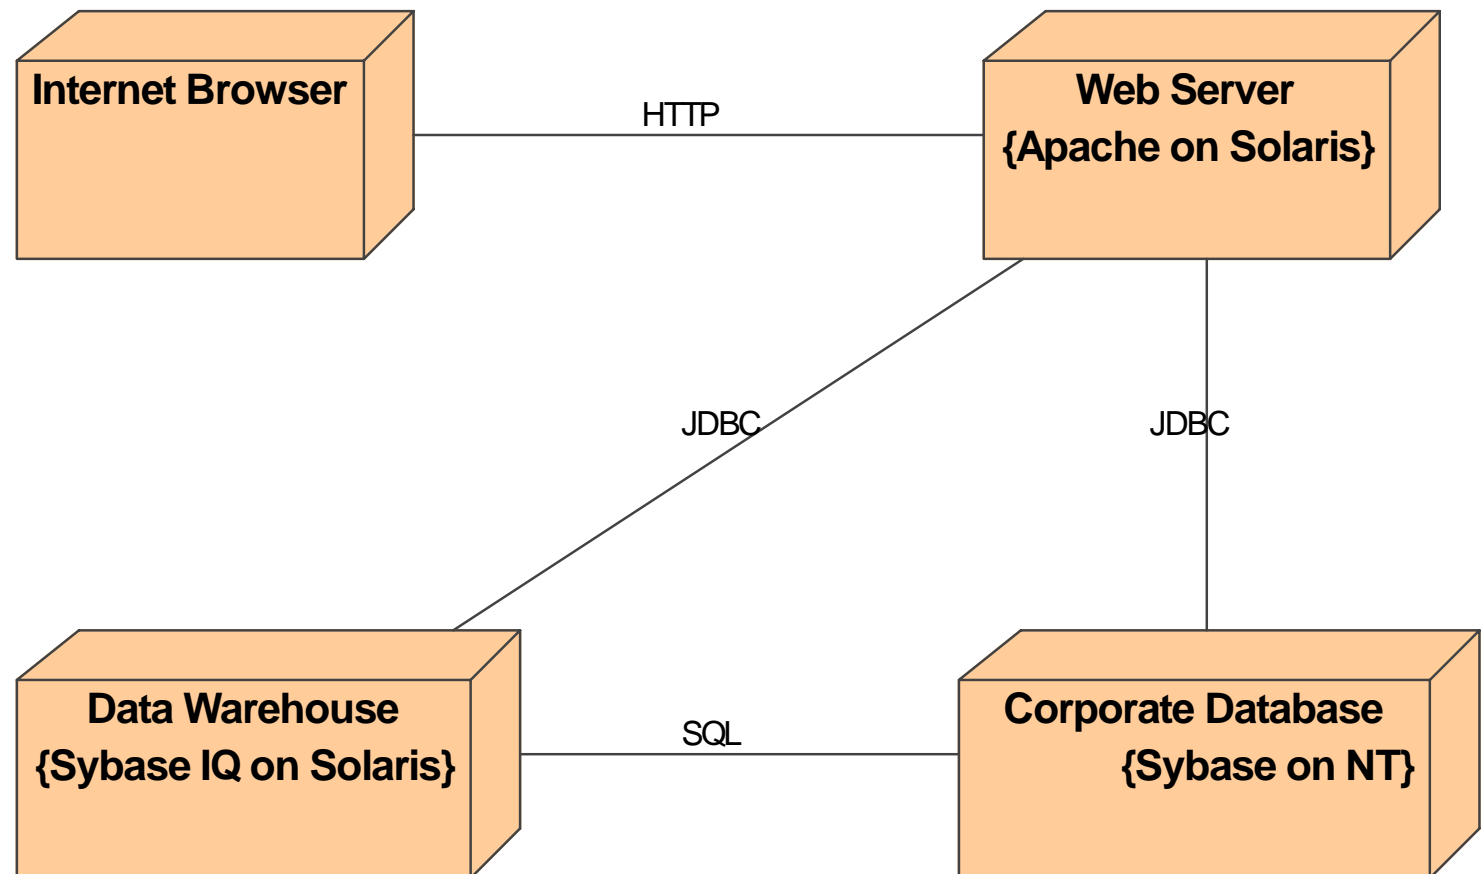 Internet Browser
HTTP
Web Server
{Apache on Solaris}
JDBC
JDBC
Data Warehouse
{Sybase IQ on Solaris}
SQL
Corporate Database
{Sybase on NT}